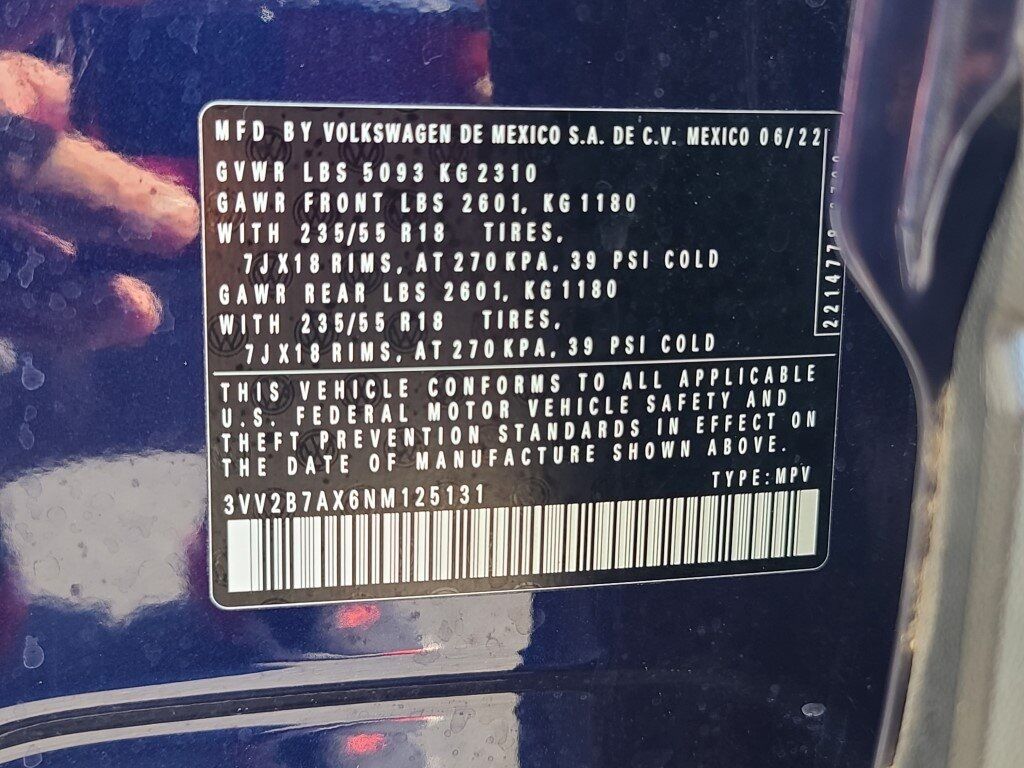 MFD BY VOLKSWAGEN DE MEXICO S.A. DE C.V. MEXICO 06/22
GVWR LBS 5093 KG 2310
GAWR FRONT LBS 2601, KG 1180
WITH 235/55 R18 TIRES,
7JX18 RIMS, AT 270 KPA, 39 PSI COLD
GAWR REAR LBS 2601, KG 1180
WITH 235/55 R18 TIRES,
7JX18 RIMS, AT 270 KPA, 39 PSI COLD
THIS VEHICLE CONFORMS TO ALL APPLICABLE
U.S. FEDERAL MOTOR VEHICLE SAFETY AND
THEFT PREVENTION STANDARDS IN EFFECT ON
THE DATE OF MANUFACTURE SHOWN ABOVE.
TYPE: MPV
3VV2B7AX6NM125131